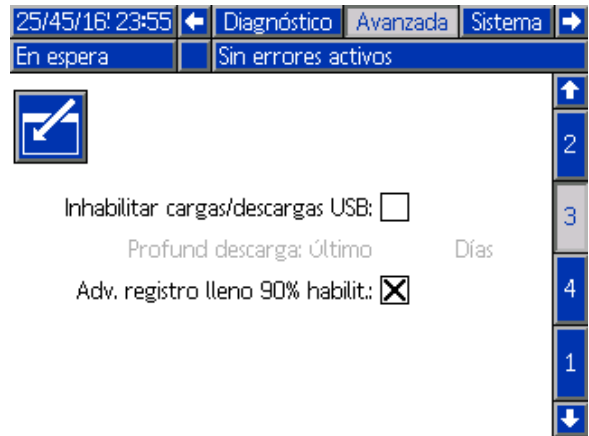 25/45/16 23:55 Diagnóstico Avanzada Sistema
En espera Sin errores activos
2
Inhabilitar cargas/descargas USB:
3
Profund descarga: último Días
Adv. registro lleno 90% habilit.:
4
1